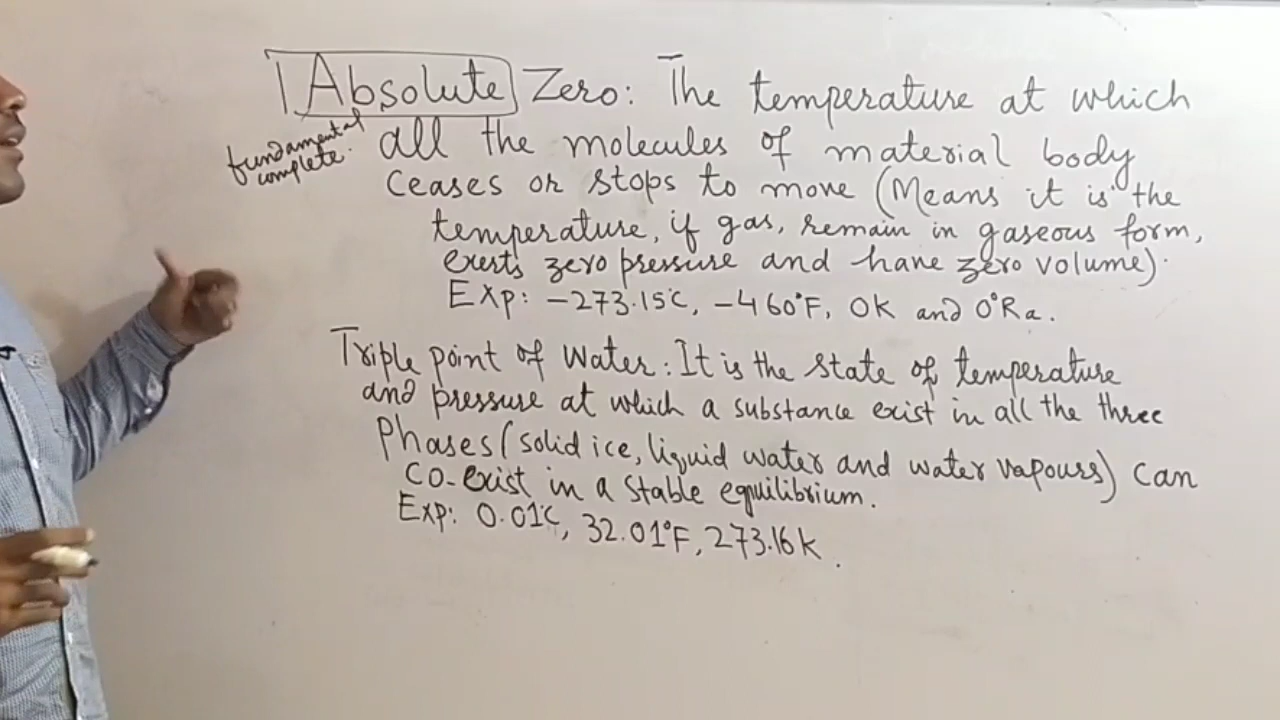 Absolute Zero: The temperature at which
fundamental
complete.
all the molecules of material body
ceases or stops to move (Means it is the
temperature, if gas, remain in gaseous form,
exerts zero pressure and have zero volume).
Exp: -273.15°C, -460°F, 0K and 0°Ra.
Triple point of water: It is the state of temperature
and pressure at which a substance exist in all the three
Phases (solid ice, liquid water and water vapours) can
co-exist in a stable equilibrium.
Exp: 0.01°C, 32.01°F, 273.16K.